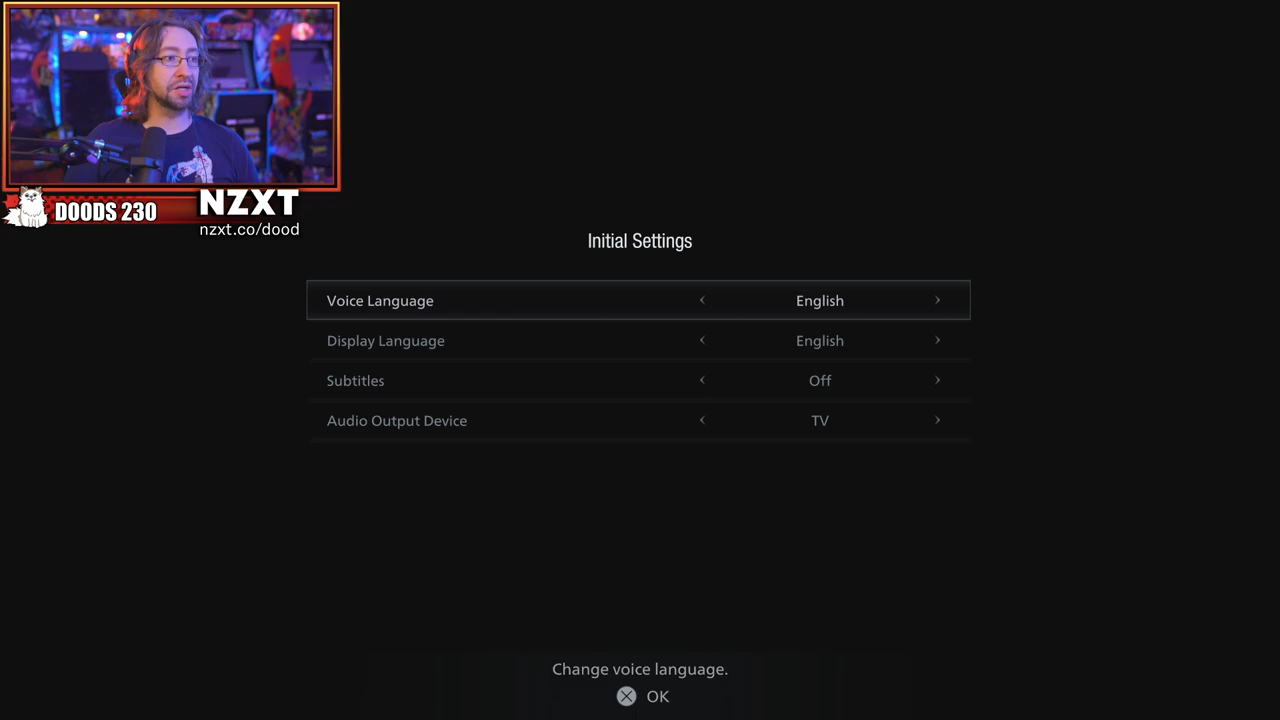 DOODS 230
NZXT
nzxt.co/dood
Initial Settings
Voice Language English
Display Language English
Subtitles Off
Audio Output Device TV
Change voice language.
OK